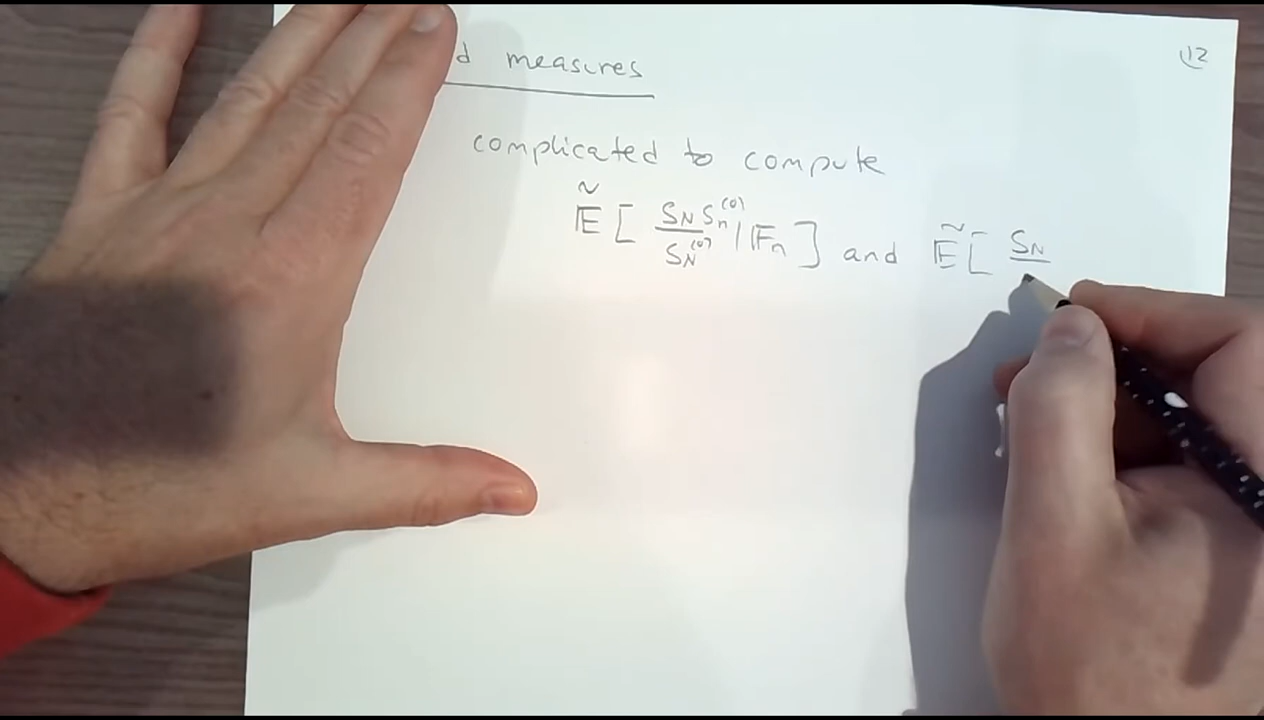 d measures
12
complicated to compute
Ẽ [ S_N S_n^(0) / S_N^(0) | F_n ] and Ẽ [ S_N